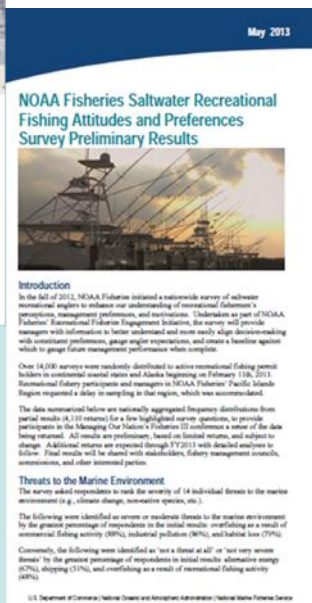 May 2013
NOAA Fisheries Saltwater Recreational
Fishing Attitudes and Preferences
Survey Preliminary Results
Introduction
In the fall of 2012, NOAA Fisheries initiated a nationwide survey of saltwater
recreational anglers to enhance our understanding of recreational fishermen's
perceptions, management preferences, and motivations. Undertaken as part of NOAA
Fisheries' Recreational Fisheries Engagement Initiative, the survey will provide
managers with information to better understand and more easily align decision-making
with constituent preferences, gauge angler expectations, and create a baseline against
which to gauge future management performance when complete.
Over 14,000 surveys were randomly distributed to active recreational fishing permit
holders in continental coastal states and Alaska beginning on February 11th, 2013.
Recreational fishery participants and managers in NOAA Fisheries' Pacific Islands
Region requested a delay in sampling in that region, which was accommodated.
The data summarized below are nationally aggregated frequency distributions from
partial results (4,110 returns) for a few highlighted survey questions, to provide
participants in the Managing Our Nation's Fisheries III conference a sense of the data
being returned. All results are preliminary, based on limited returns, and subject to
change. Additional returns are expected through FY2013 with detailed analyses to
follow. Final results will be shared with stakeholders, fishery management councils,
commissions, and other interested parties.
Threats to the Marine Environment
The survey asked respondents to rank the severity of 14 individual threats to the marine
environment (e.g., climate change, non-native species, etc.).
The following were identified as severe or moderate threats to the marine environment
by the greatest percentage of respondents in the initial results: overfishing as a result of
commercial fishing activity (88%), industrial pollution (86%), and habitat loss (79%).
Conversely, the following were identified as 'not a threat at all' or 'not very severe
threats' by the greatest percentage of respondents in initial results: alternative energy
(67%), shipping (51%), and overfishing as a result of recreational fishing activity
(48%).
U.S. Department of Commerce | National Oceanic and Atmospheric Administration | National Marine Fisheries Service